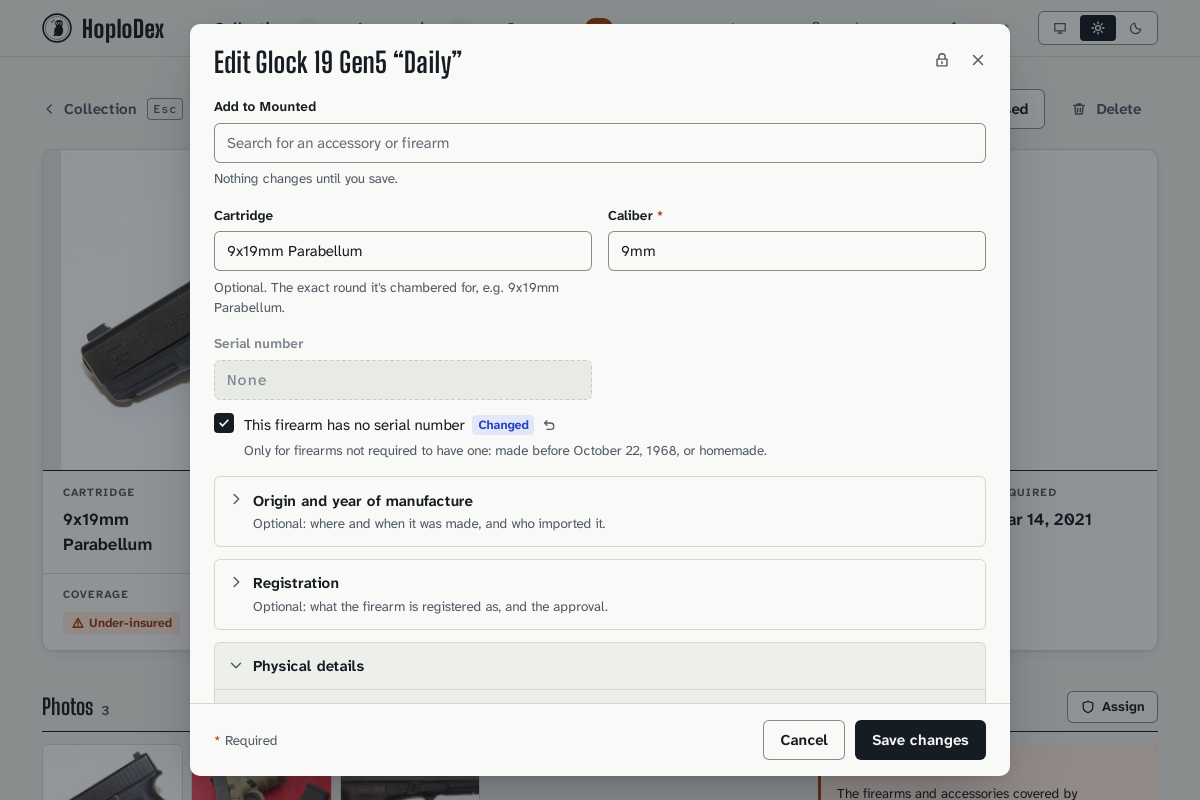 HoploDex
Edit Glock 19 Gen5 “Daily”
Collection
Esc
Delete
Add to Mounted
Search for an accessory or firearm
Nothing changes until you save.
Cartridge
Caliber *
9x19mm Parabellum
9mm
Optional. The exact round it's chambered for, e.g. 9x19mm
Parabellum.
Serial number
None
This firearm has no serial number
Changed
Only for firearms not required to have one: made before October 22, 1968, or homemade.
Origin and year of manufacture
Optional: where and when it was made, and who imported it.
Registration
Optional: what the firearm is registered as, and the approval.
Physical details
* Required
Cancel
Save changes
CARTRIDGE
9x19mm
Parabellum
COVERAGE
Under-insured
14, 2021
Photos 3
Assign
The firearms and accessories covered by